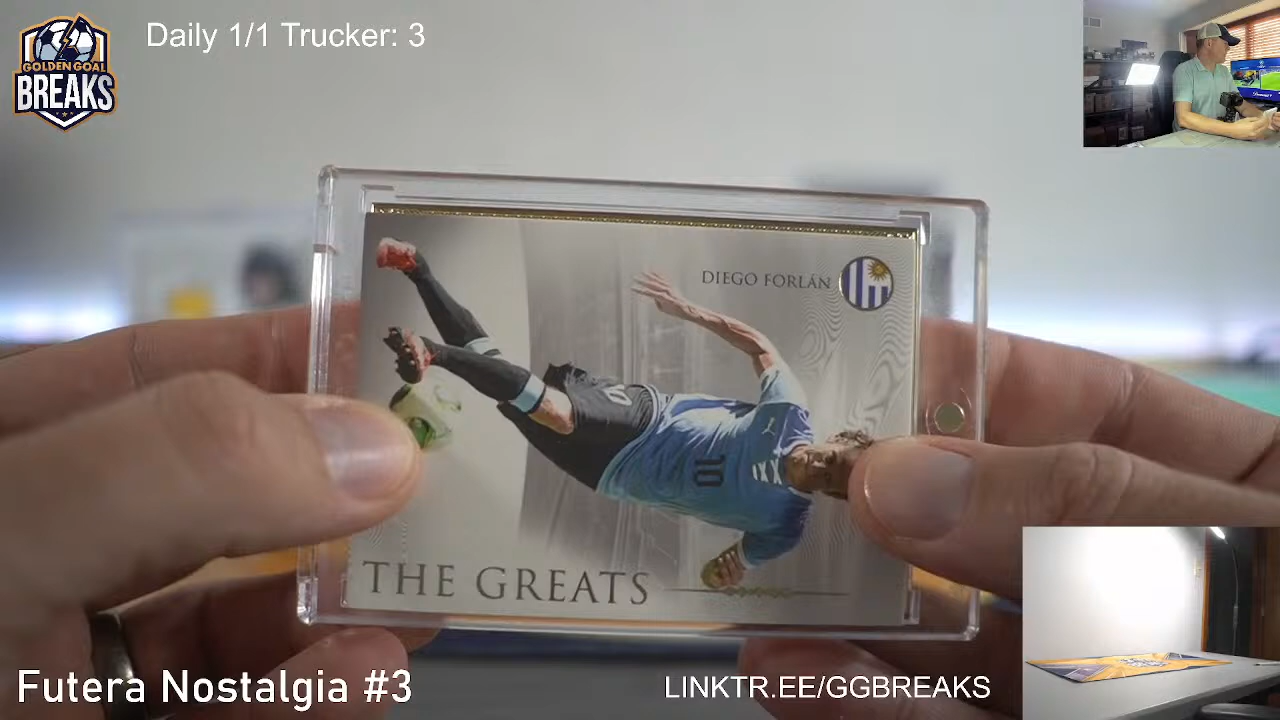 GOLDEN GOAL
BREAKS
Daily 1/1 Trucker: 3
DIEGO FORLÁN
10
10
THE GREATS
Futera Nostalgia #3
LINKTR.EE/GGBREAKS